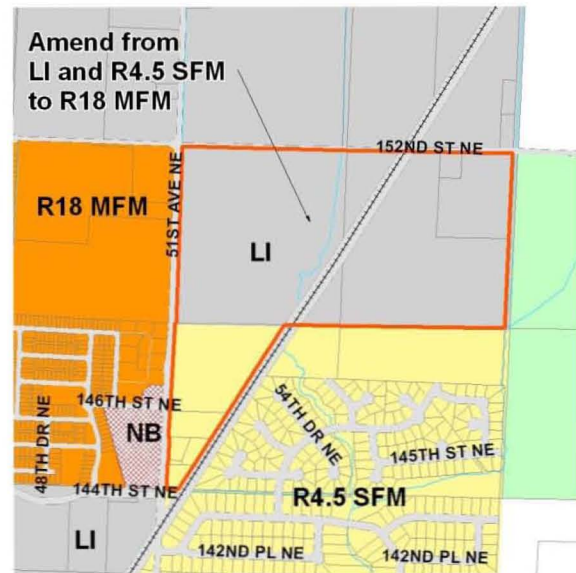 Amend from
LI and R4.5 SFM
to R18 MFM
152ND ST NE
51ST AVE NE
R18 MFM
LI
146TH ST NE
NB
48TH DR NE
54TH DR NE
145TH ST NE
144TH ST NE
R4.5 SFM
LI
142ND PL NE
142ND PL NE